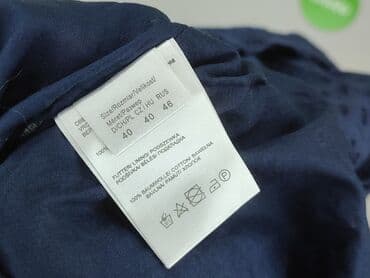 Size/Rozmiar/Velikost/
Méret/Размер
D/CH/PL CZ/HU RUS
40 40 46
FUTTER/ LINING/ PODSZEWKA/
PODŠÍVKA/ BÉLÉS/ ПОДКЛАДКА
100% BAUMWOLLE/ COTTON/ BAWEŁNA/
BAVLNA/ PAMUT/ ХЛОПОК